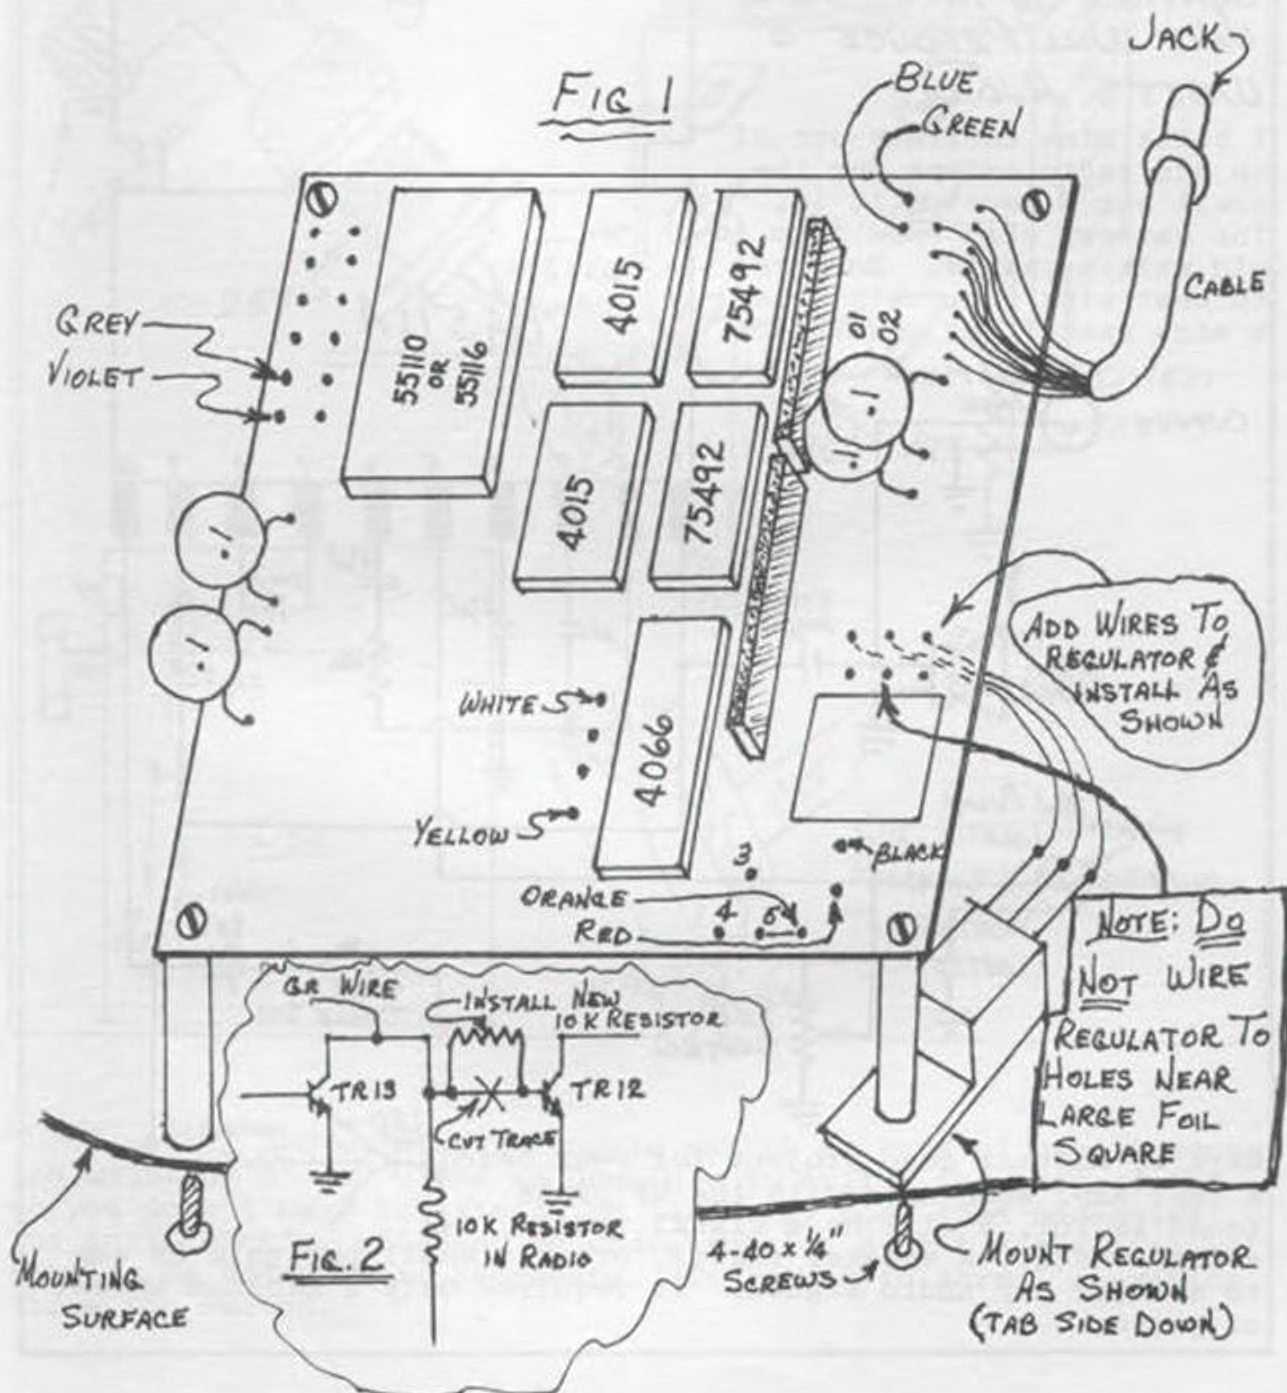 JACK
FIG 1
BLUE
GREEN
CABLE
GREY
VIOLET
55110
OR
55116
4015
75492
01
02
.1
.1
4015
75492
.1
.1
ADD WIRES TO
REGULATOR &
INSTALL AS
SHOWN
WHITE
4066
YELLOW
BLACK
3
ORANGE
4
5
RED
NOTE: DO
NOT WIRE
REGULATOR TO
HOLES NEAR
LARGE FOIL
SQUARE
GR WIRE
INSTALL NEW
10K RESISTOR
TR13
TR12
CUT TRACE
10K RESISTOR
IN RADIO
FIG. 2
MOUNTING
SURFACE
4-40 x 1/4"
SCREWS
MOUNT REGULATOR
AS SHOWN
(TAB SIDE DOWN)